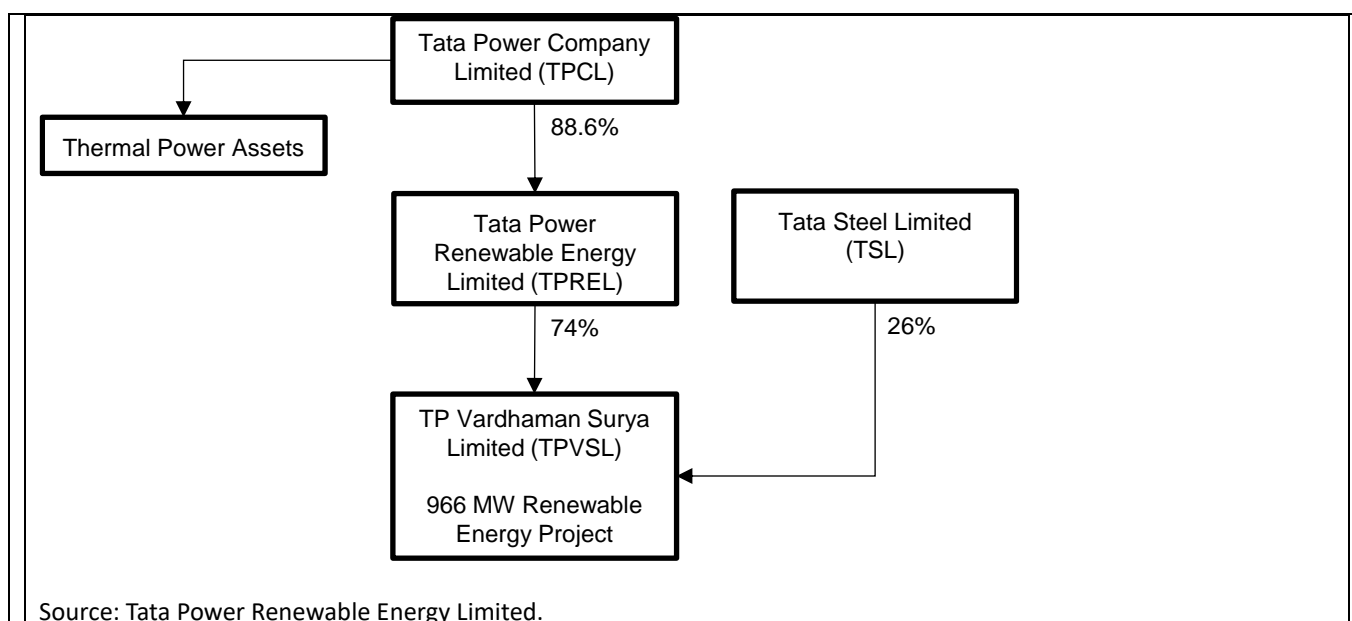 Tata Power Company
Limited (TPCL)
Thermal Power Assets
88.6%
Tata Power
Renewable Energy
Limited (TPREL)
Tata Steel Limited
(TSL)
74%
26%
TP Vardhaman Surya
Limited (TPVSL)
966 MW Renewable
Energy Project
Source: Tata Power Renewable Energy Limited.